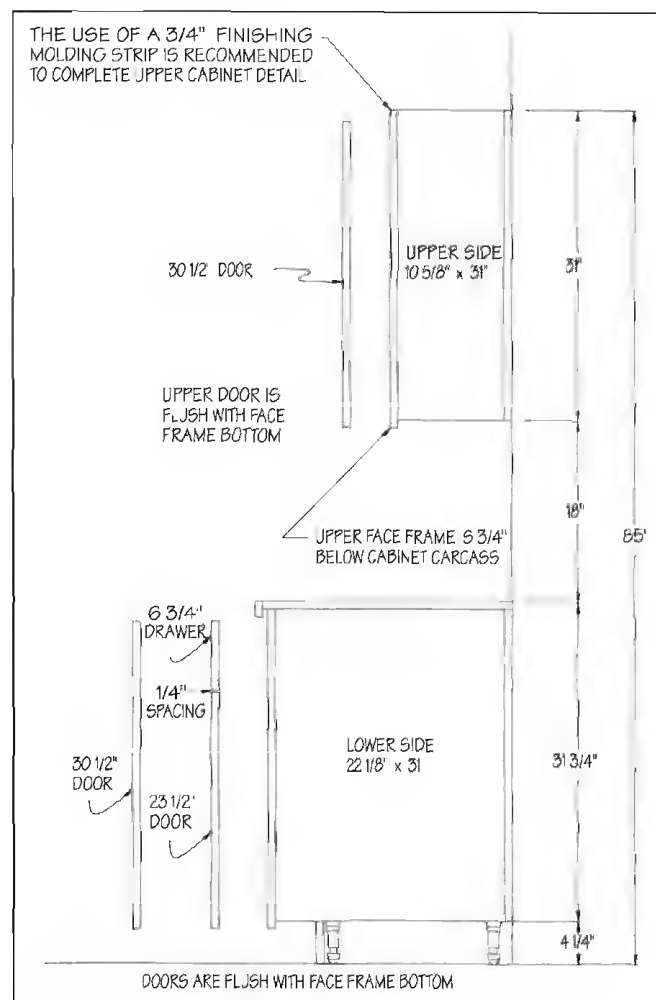 THE USE OF A 3/4" FINISHING
MOLDING STRIP IS RECOMMENDED
TO COMPLETE UPPER CABINET DETAIL
30 1/2' DOOR
UPPER SIDE
10 5/8" x 31"
31"
UPPER DOOR IS
FLJSH WITH FACE
FRAME BOTTOM
18"
85'
UPPER FACE FRAME S 3/4"
BELOW CABINET CARCASS
6 3/4"
DRAWER
1/4"
SPACING
30 1/2"
DOOR
23 1/2'
DOOR
LOWER SIDE
22 1/8' x 31
31 3/4"
4 1/4"
DOORS ARE FLJSH WITH FACE FRAME BOTTOM